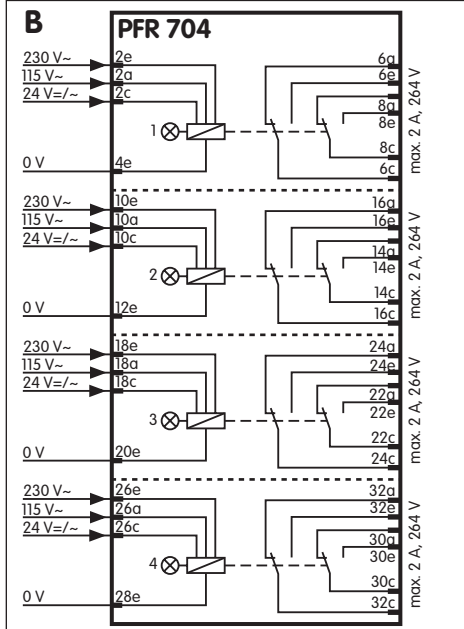 B
PFR 704
230 V~ 2e 6a
115 V~ 2a 6e
24 V=/~ 2c
8a
8e
1
8c
0 V 4e 6c
max. 2 A, 264 V
230 V~ 10e 16a
115 V~ 10a 16e
24 V=/~ 10c
14a
14e
2
14c
0 V 12e 16c
max. 2 A, 264 V
230 V~ 18e 24a
115 V~ 18a 24e
24 V=/~ 18c
22a
22e
3
22c
0 V 20e 24c
max. 2 A, 264 V
230 V~ 26e 32a
115 V~ 26a 32e
24 V=/~ 26c
30a
30e
4
30c
0 V 28e 32c
max. 2 A, 264 V